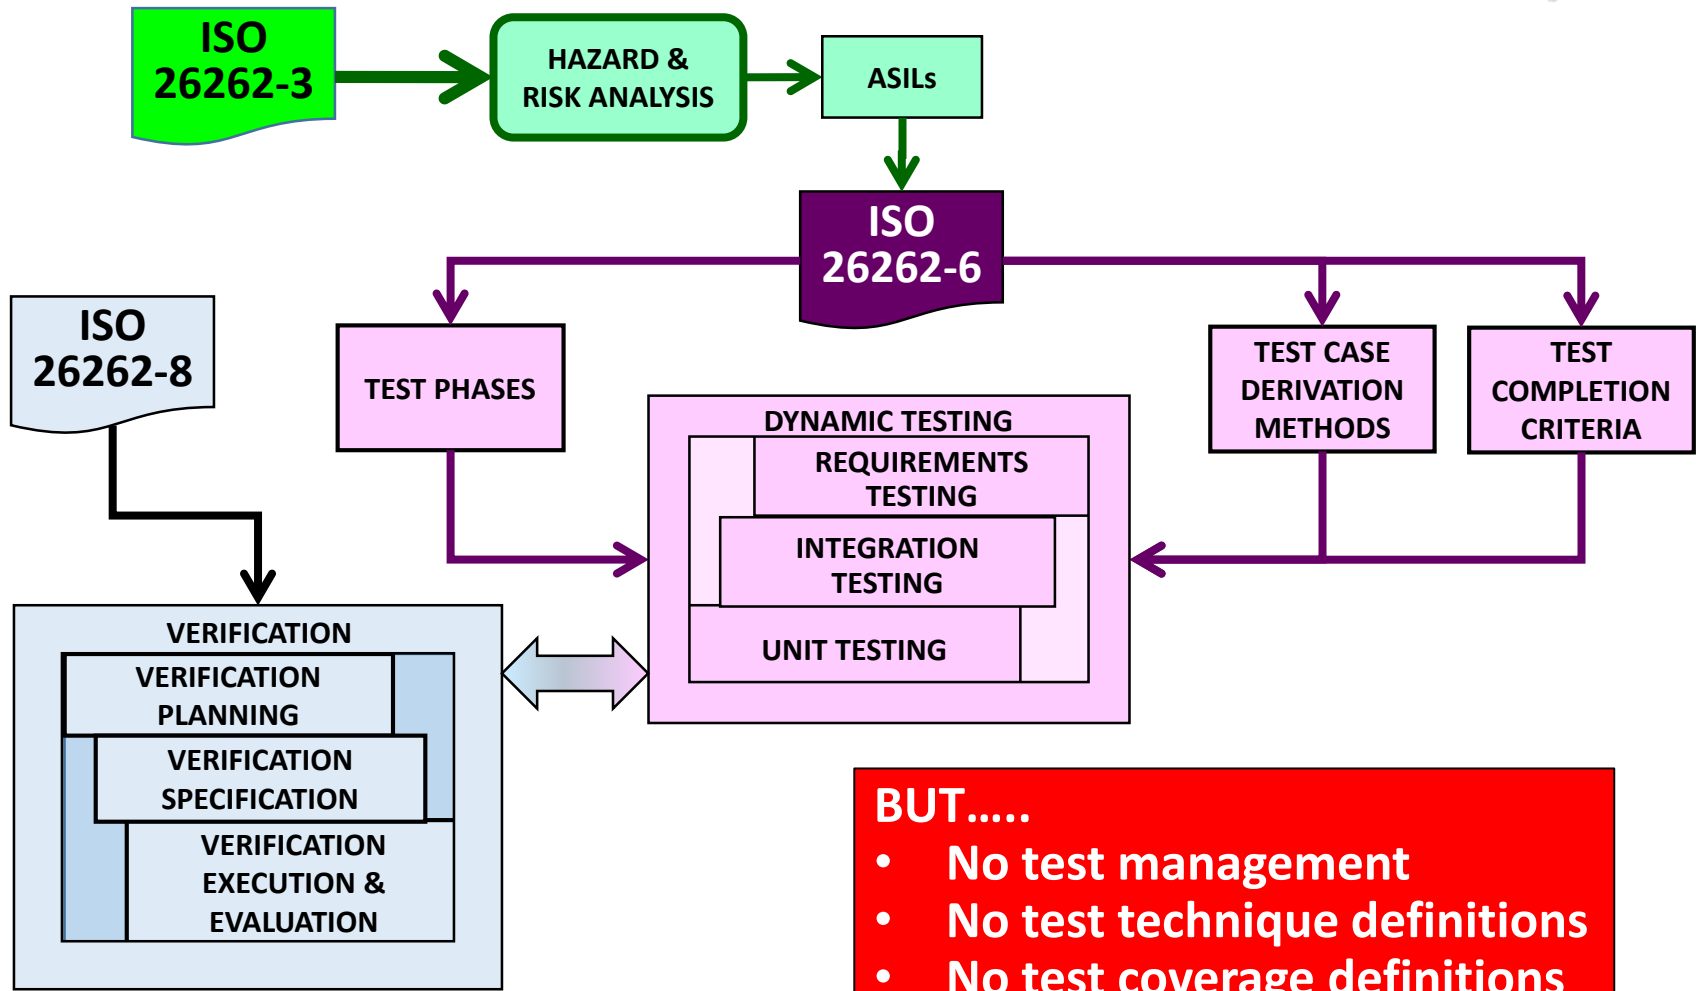 ISO
26262-3
HAZARD &
RISK ANALYSIS
ASILs
ISO
26262-6
ISO
26262-8
TEST PHASES
TEST CASE
DERIVATION
METHODS
TEST
COMPLETION
CRITERIA
DYNAMIC TESTING
REQUIREMENTS
TESTING
INTEGRATION
TESTING
UNIT TESTING
VERIFICATION
VERIFICATION
PLANNING
VERIFICATION
SPECIFICATION
VERIFICATION
EXECUTION &
EVALUATION
BUT.....
• No test management
• No test technique definitions
• No test coverage definitions